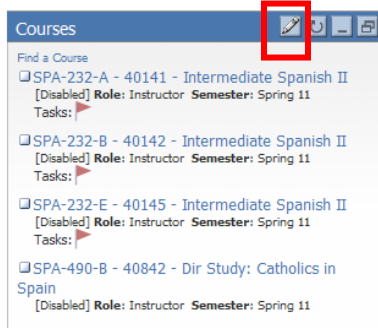 Courses
Find a Course
SPA-232-A - 40141 - Intermediate Spanish II
[Disabled] Role: Instructor Semester: Spring 11
Tasks:
SPA-232-B - 40142 - Intermediate Spanish II
[Disabled] Role: Instructor Semester: Spring 11
Tasks:
SPA-232-E - 40145 - Intermediate Spanish II
[Disabled] Role: Instructor Semester: Spring 11
Tasks:
SPA-490-B - 40842 - Dir Study: Catholics in
Spain
[Disabled] Role: Instructor Semester: Spring 11